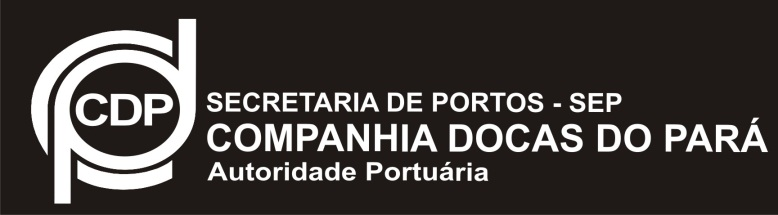 CDP
SECRETARIA DE PORTOS - SEP
COMPANHIA DOCAS DO PARÁ
Autoridade Portuária